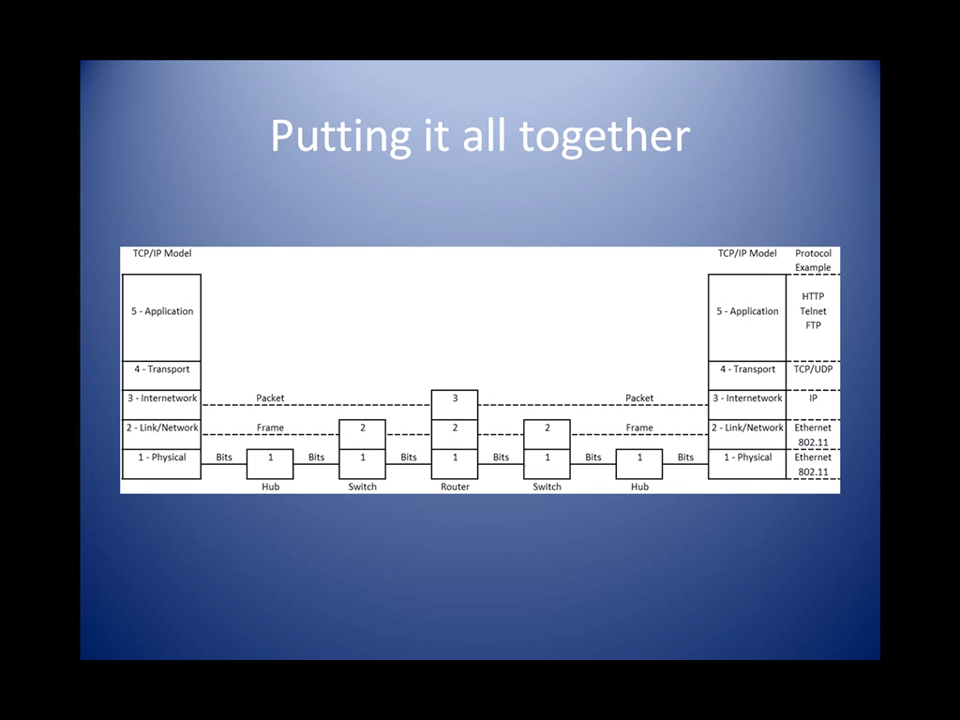 Putting it all together
TCP/IP Model TCP/IP Model Protocol
Example
HTTP
5 - Application 5 - Application Telnet
FTP
4 - Transport 4 - Transport TCP/UDP
3 - Internetwork Packet 3 Packet 3 - Internetwork IP
2 - Link/Network Frame 2 2 2 Frame 2 - Link/Network Ethernet
802.11
1 - Physical Bits 1 Bits 1 Bits 1 Bits 1 Bits 1 Bits 1 - Physical Ethernet
802.11
Hub Switch Router Switch Hub